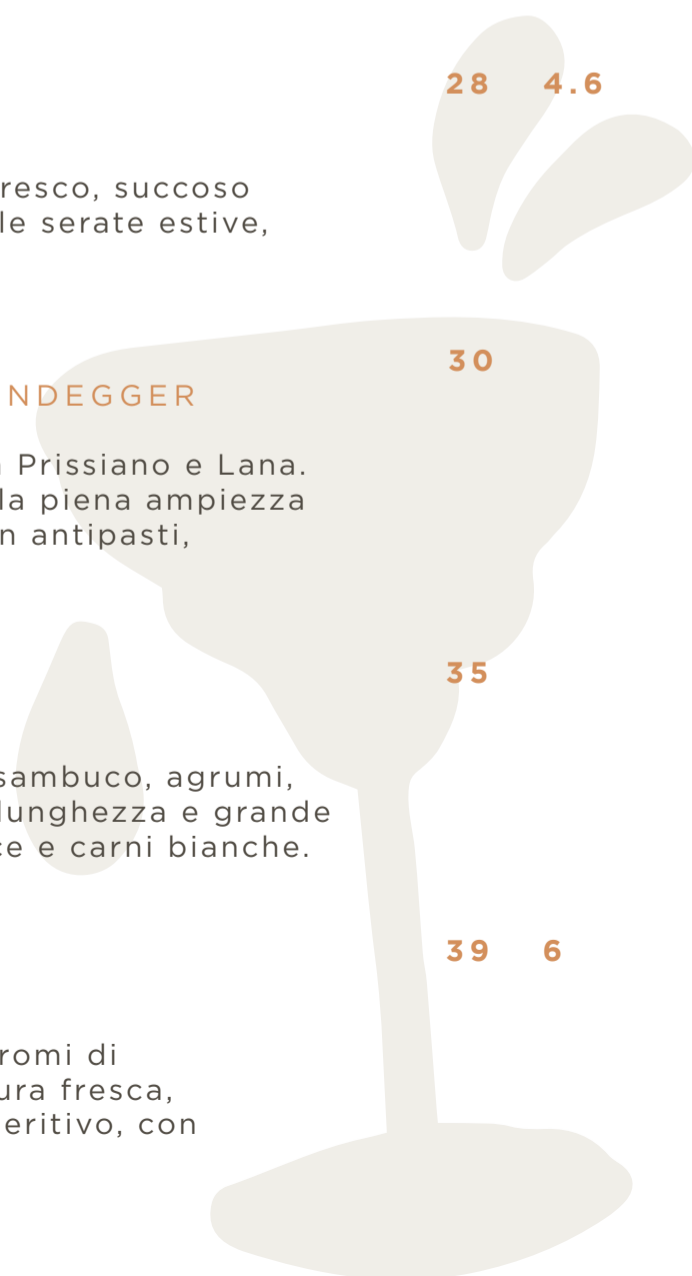 28 4.6
resco, succoso
le serate estive,
30
NDEGGER
Prissiano e Lana.
la piena ampiezza
n antipasti,
35
sambuco, agrumi,
lunghezza e grande
ce e carni bianche.
39 6
romi di
ura fresca,
eritivo, con